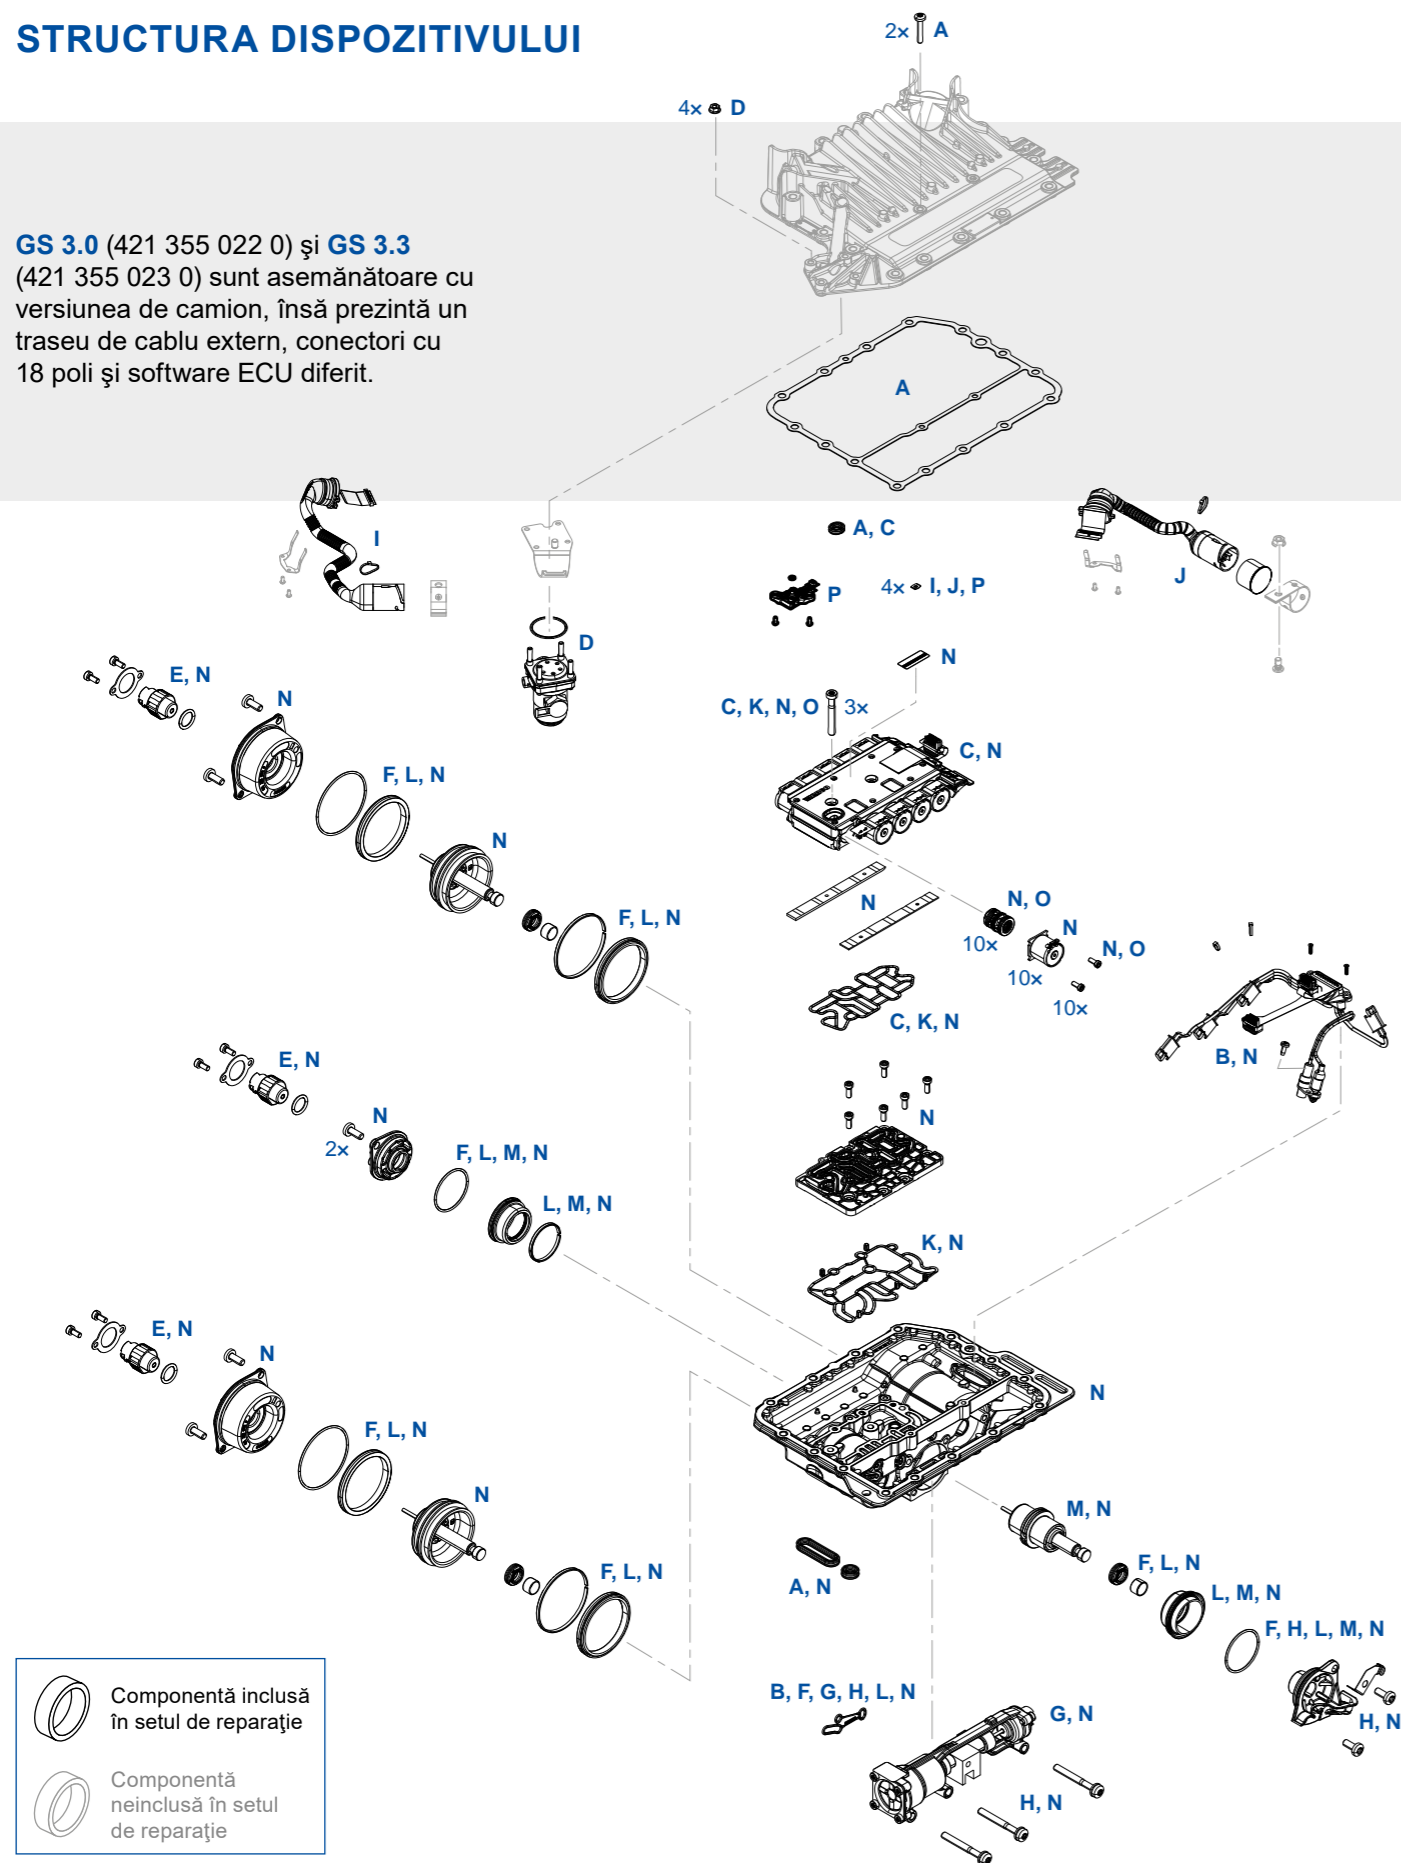 STRUCTURA DISPOZITIVULUI
2× A
4× D
GS 3.0 (421 355 022 0) şi GS 3.3
(421 355 023 0) sunt asemănătoare cu
versiunea de camion, însă prezintă un
traseu de cablu extern, conectori cu
18 poli şi software ECU diferit.
A
I
A, C
J
P
4× I, J, P
D
N
E, N
N
C, K, N, O 3×
C, N
F, L, N
N
N
N, O
10×
N
F, L, N
N, O
10×
10×
C, K, N
B, N
E, N
N
2×
N
F, L, M, N
L, M, N
K, N
E, N
N
N
F, L, N
N
M, N
F, L, N
A, N
F, L, N
L, M, N
F, H, L, M, N
B, F, G, H, L, N
G, N
H, N
H, N
Componentă inclusă
în setul de reparaţie
Componentă
neinclusă în setul
de reparaţie